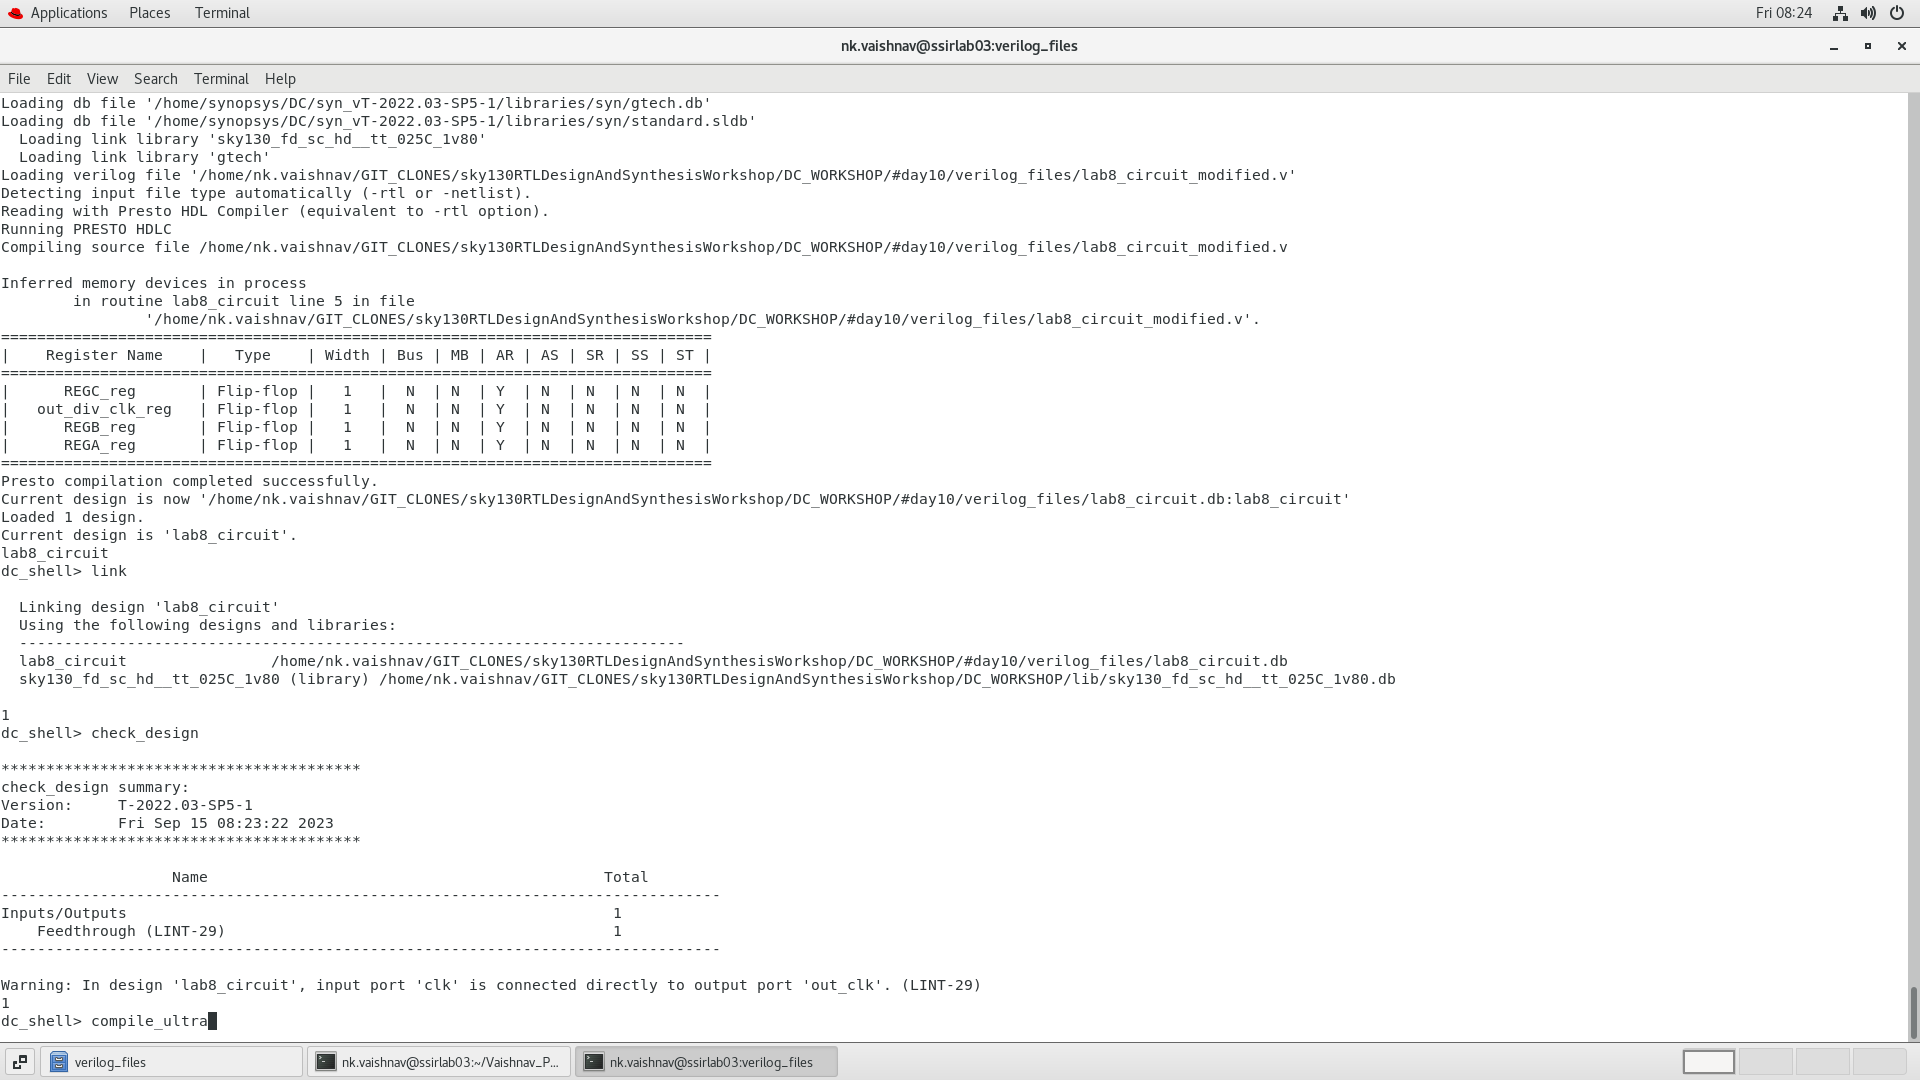 Applications Places Terminal Fri 08:24
nk.vaishnav@ssirlab03:verilog_files
File Edit View Search Terminal Help
Loading db file '/home/synopsys/DC/syn_vT-2022.03-SP5-1/libraries/syn/gtech.db'
Loading db file '/home/synopsys/DC/syn_vT-2022.03-SP5-1/libraries/syn/standard.sldb'
  Loading link library 'sky130_fd_sc_hd__tt_025C_1v80'
  Loading link library 'gtech'
Loading verilog file '/home/nk.vaishnav/GIT_CLONES/sky130RTLDesignAndSynthesisWorkshop/DC_WORKSHOP/#day10/verilog_files/lab8_circuit_modified.v'
Detecting input file type automatically (-rtl or -netlist).
Reading with Presto HDL Compiler (equivalent to -rtl option).
Running PRESTO HDLC
Compiling source file /home/nk.vaishnav/GIT_CLONES/sky130RTLDesignAndSynthesisWorkshop/DC_WORKSHOP/#day10/verilog_files/lab8_circuit_modified.v
Inferred memory devices in process
        in routine lab8_circuit line 5 in file
                '/home/nk.vaishnav/GIT_CLONES/sky130RTLDesignAndSynthesisWorkshop/DC_WORKSHOP/#day10/verilog_files/lab8_circuit_modified.v'.
===============================================================================
|    Register Name    |   Type    | Width | Bus | MB | AR | AS | SR | SS | ST |
===============================================================================
|      REGC_reg       | Flip-flop |   1   |  N  | N  | Y  | N  | N  | N  | N  |
|   out_div_clk_reg   | Flip-flop |   1   |  N  | N  | Y  | N  | N  | N  | N  |
|      REGB_reg       | Flip-flop |   1   |  N  | N  | Y  | N  | N  | N  | N  |
|      REGA_reg       | Flip-flop |   1   |  N  | N  | Y  | N  | N  | N  | N  |
===============================================================================
Presto compilation completed successfully.
Current design is now '/home/nk.vaishnav/GIT_CLONES/sky130RTLDesignAndSynthesisWorkshop/DC_WORKSHOP/#day10/verilog_files/lab8_circuit.db:lab8_circuit'
Loaded 1 design.
Current design is 'lab8_circuit'.
lab8_circuit
dc_shell> link
  Linking design 'lab8_circuit'
  Using the following designs and libraries:
  --------------------------------------------------------------------------
  lab8_circuit                /home/nk.vaishnav/GIT_CLONES/sky130RTLDesignAndSynthesisWorkshop/DC_WORKSHOP/#day10/verilog_files/lab8_circuit.db
  sky130_fd_sc_hd__tt_025C_1v80 (library) /home/nk.vaishnav/GIT_CLONES/sky130RTLDesignAndSynthesisWorkshop/DC_WORKSHOP/lib/sky130_fd_sc_hd__tt_025C_1v80.db
1
dc_shell> check_design
****************************************
check_design summary:
Version:     T-2022.03-SP5-1
Date:        Fri Sep 15 08:23:22 2023
****************************************
                   Name                                            Total
--------------------------------------------------------------------------------
Inputs/Outputs                                                      1
    Feedthrough (LINT-29)                                           1
--------------------------------------------------------------------------------
Warning: In design 'lab8_circuit', input port 'clk' is connected directly to output port 'out_clk'. (LINT-29)
1
dc_shell> compile_ultra
verilog_files nk.vaishnav@ssirlab03:~/Vaishnav_P... nk.vaishnav@ssirlab03:verilog_files